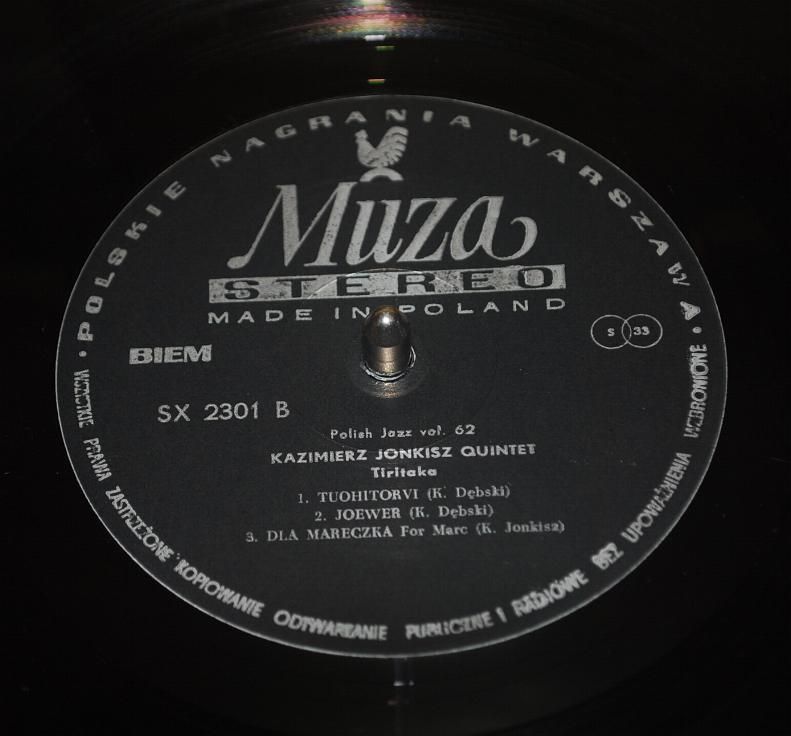 POLSKIE NAGRANIA WARSZAWA
Muza
STEREO
MADE IN POLAND
BIEM
S 33
SX 2301 B
Polish Jazz vol. 62
KAZIMIERZ JONKISZ QUINTET
Tiritaka
1. TUOHITORVI (K. Dębski)
2. JOEWER (K. Dębski)
3. DLA MARECZKA For Marc (K. Jonkisz)
WSZYSTKIE PRAWA ZASTRZEŻONE KOPIOWANIE ODTWARZANIE PUBLICZNE I RADIOWE BEZ UPOWAŻNIENIA WZBRONIONE